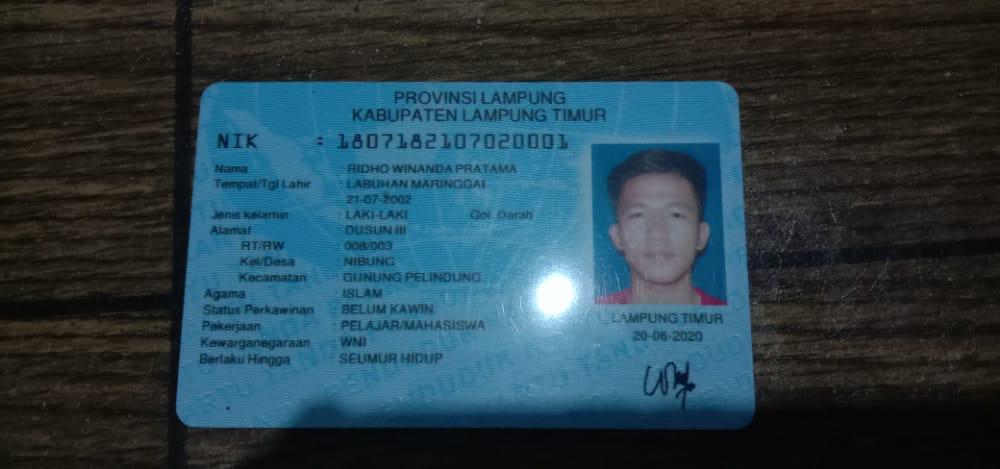 PROVINSI LAMPUNG
KABUPATEN LAMPUNG TIMUR
NIK : 1807182107020001
Nama : RIDHO WINANDA PRATAMA
Tempat/Tgl Lahir : LABUHAN MARINGGAI
21-07-2002
Jenis kelamin : LAKI-LAKI Gol. Darah
Alamat : DUSUN III
RT/RW : 008/003
Kel/Desa : NIBUNG
Kecamatan : GUNUNG PELINDUNG
Agama : ISLAM
Status Perkawinan : BELUM KAWIN
Pekerjaan : PELAJAR/MAHASISWA
Kewarganegaraan : WNI
Berlaku Hingga : SEUMUR HIDUP
LAMPUNG TIMUR
20-06-2020